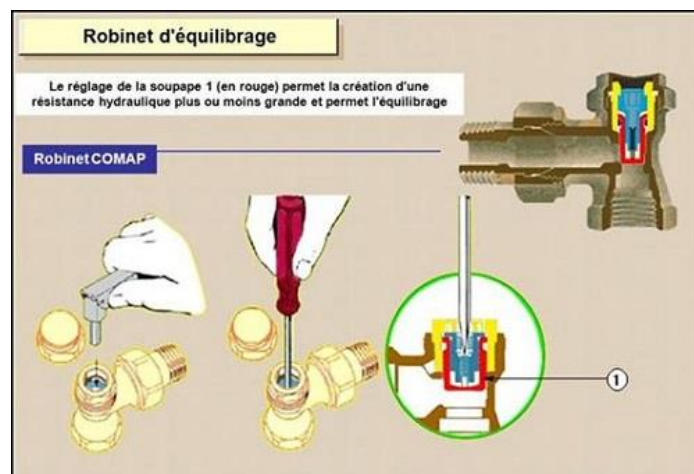 Robinet d'équilibrage
Le réglage de la soupape 1 (en rouge) permet la création d'une
résistance hydraulique plus ou moins grande et permet l'équilibrage
Robinet COMAP
1